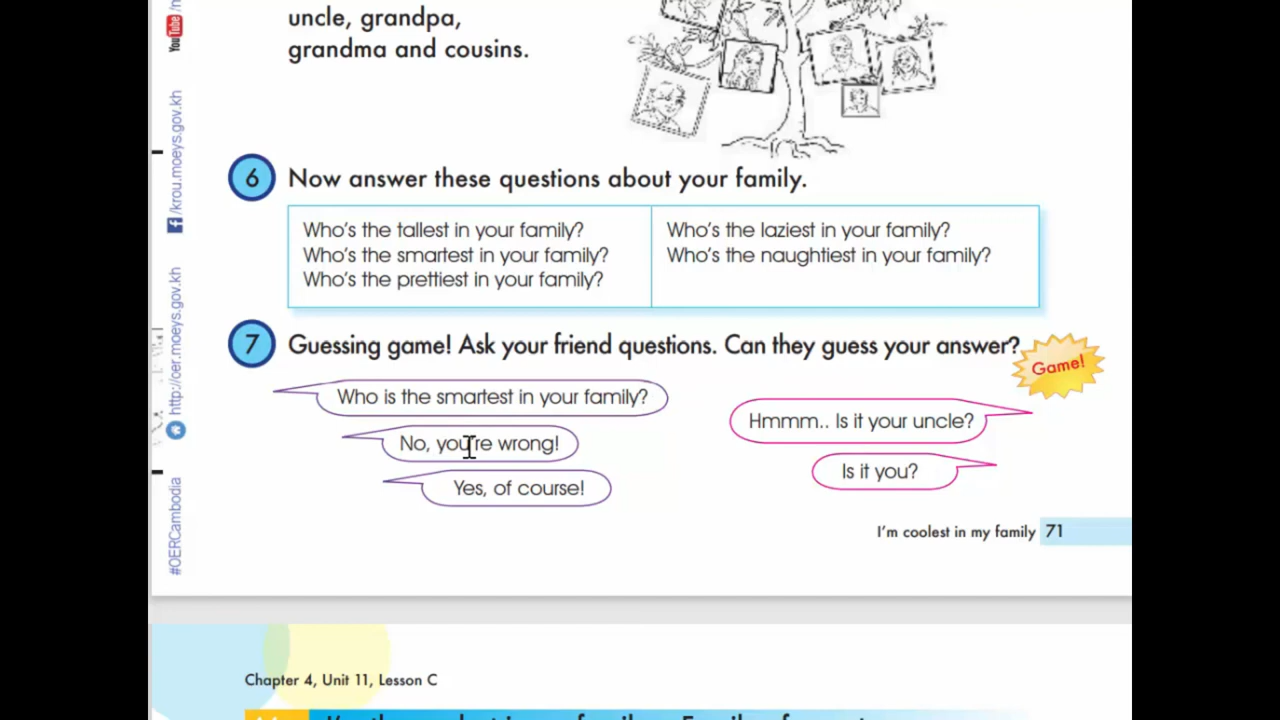 uncle, grandpa,
grandma and cousins.
6 Now answer these questions about your family.
Who's the tallest in your family?
Who's the smartest in your family?
Who's the prettiest in your family?
Who's the laziest in your family?
Who's the naughtiest in your family?
7 Guessing game! Ask your friend questions. Can they guess your answer?
Game!
Who is the smartest in your family?
Hmmm.. Is it your uncle?
No, you're wrong!
Is it you?
Yes, of course!
I'm coolest in my family 71
YouTube
/krou.moeys.gov.kh
http://oer.moeys.gov.kh
#OERCambodia
Chapter 4, Unit 11, Lesson C